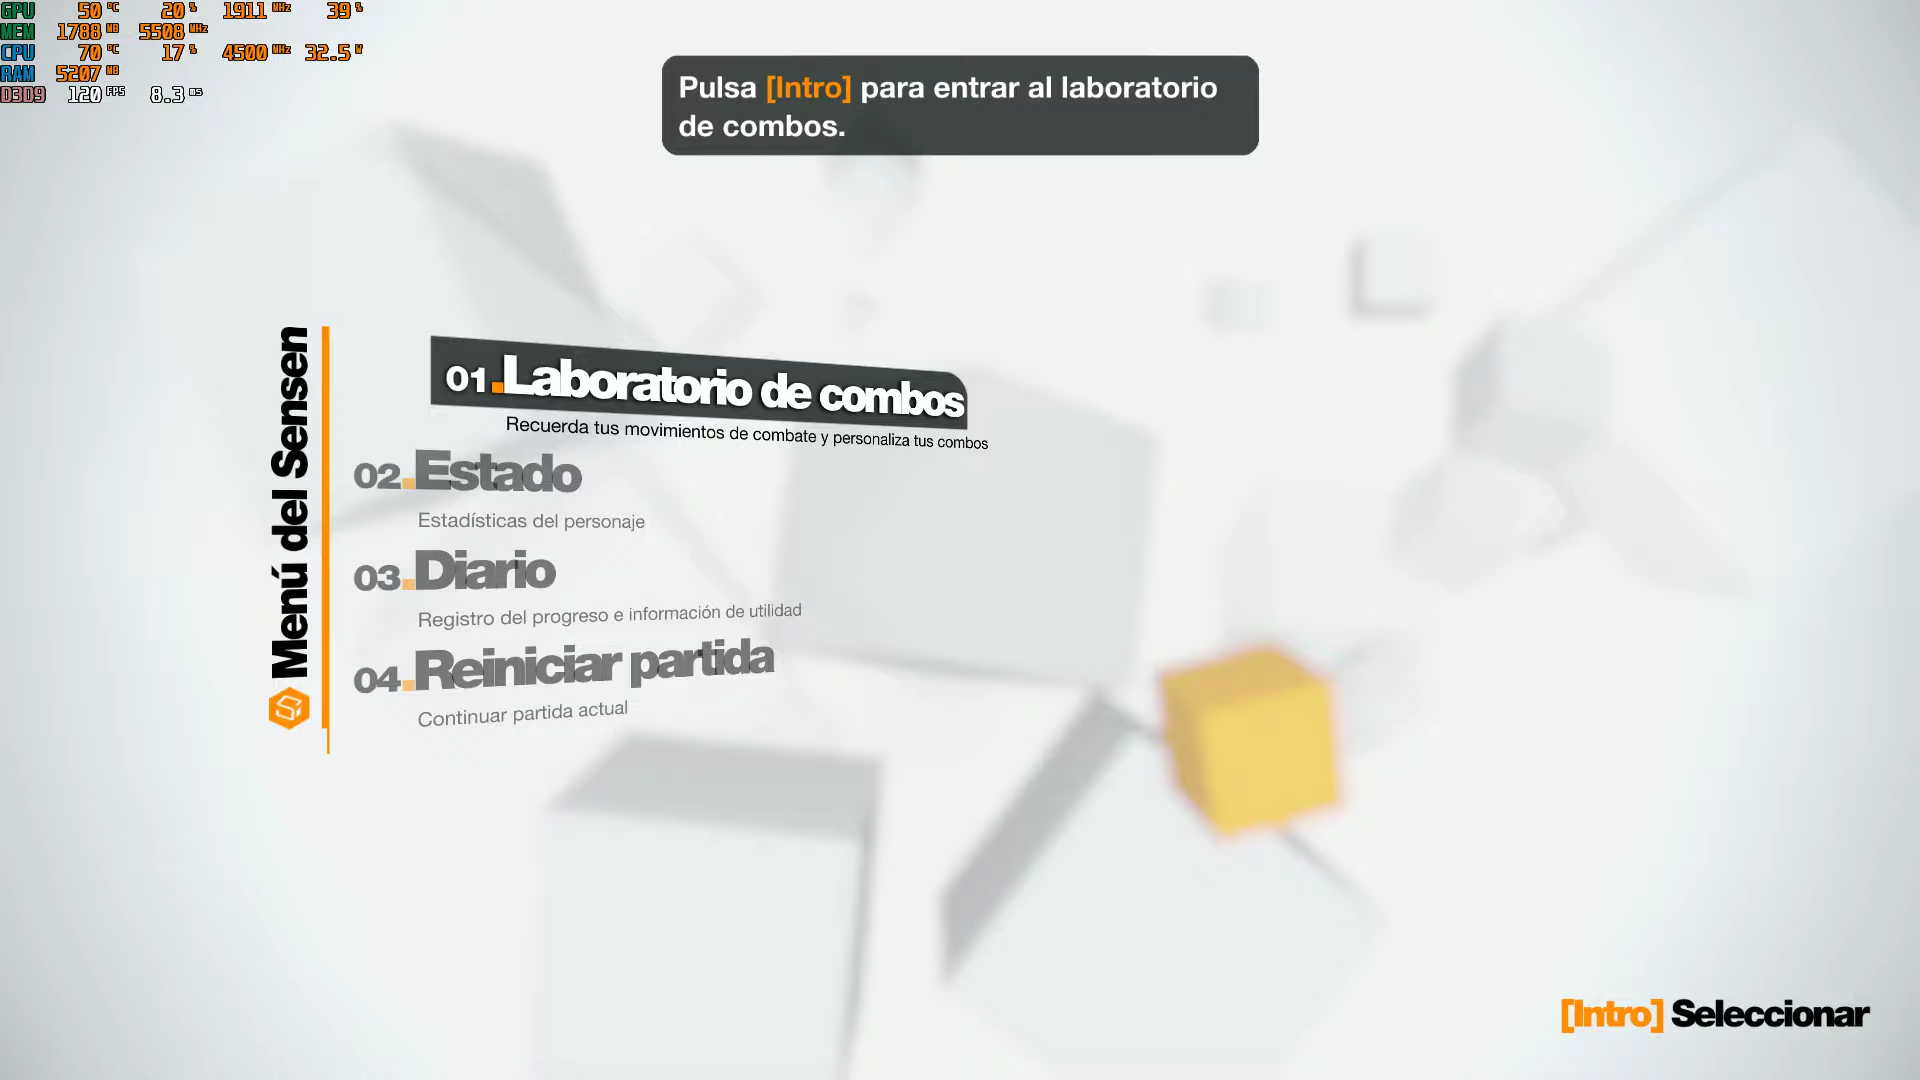 GPU 50 °C 20 % 1911 MHz 39 %
MEM 1788 MB 5508 MHz
CPU 70 °C 17 % 4500 MHz 32.5 W
RAM 5207 MB
D3D9 120 FPS 8.3 ms
Pulsa [Intro] para entrar al laboratorio
de combos.
Menú del Sensen
01.Laboratorio de combos
Recuerda tus movimientos de combate y personaliza tus combos
02.Estado
Estadísticas del personaje
03.Diario
Registro del progreso e información de utilidad
04.Reiniciar partida
Continuar partida actual
[Intro] Seleccionar